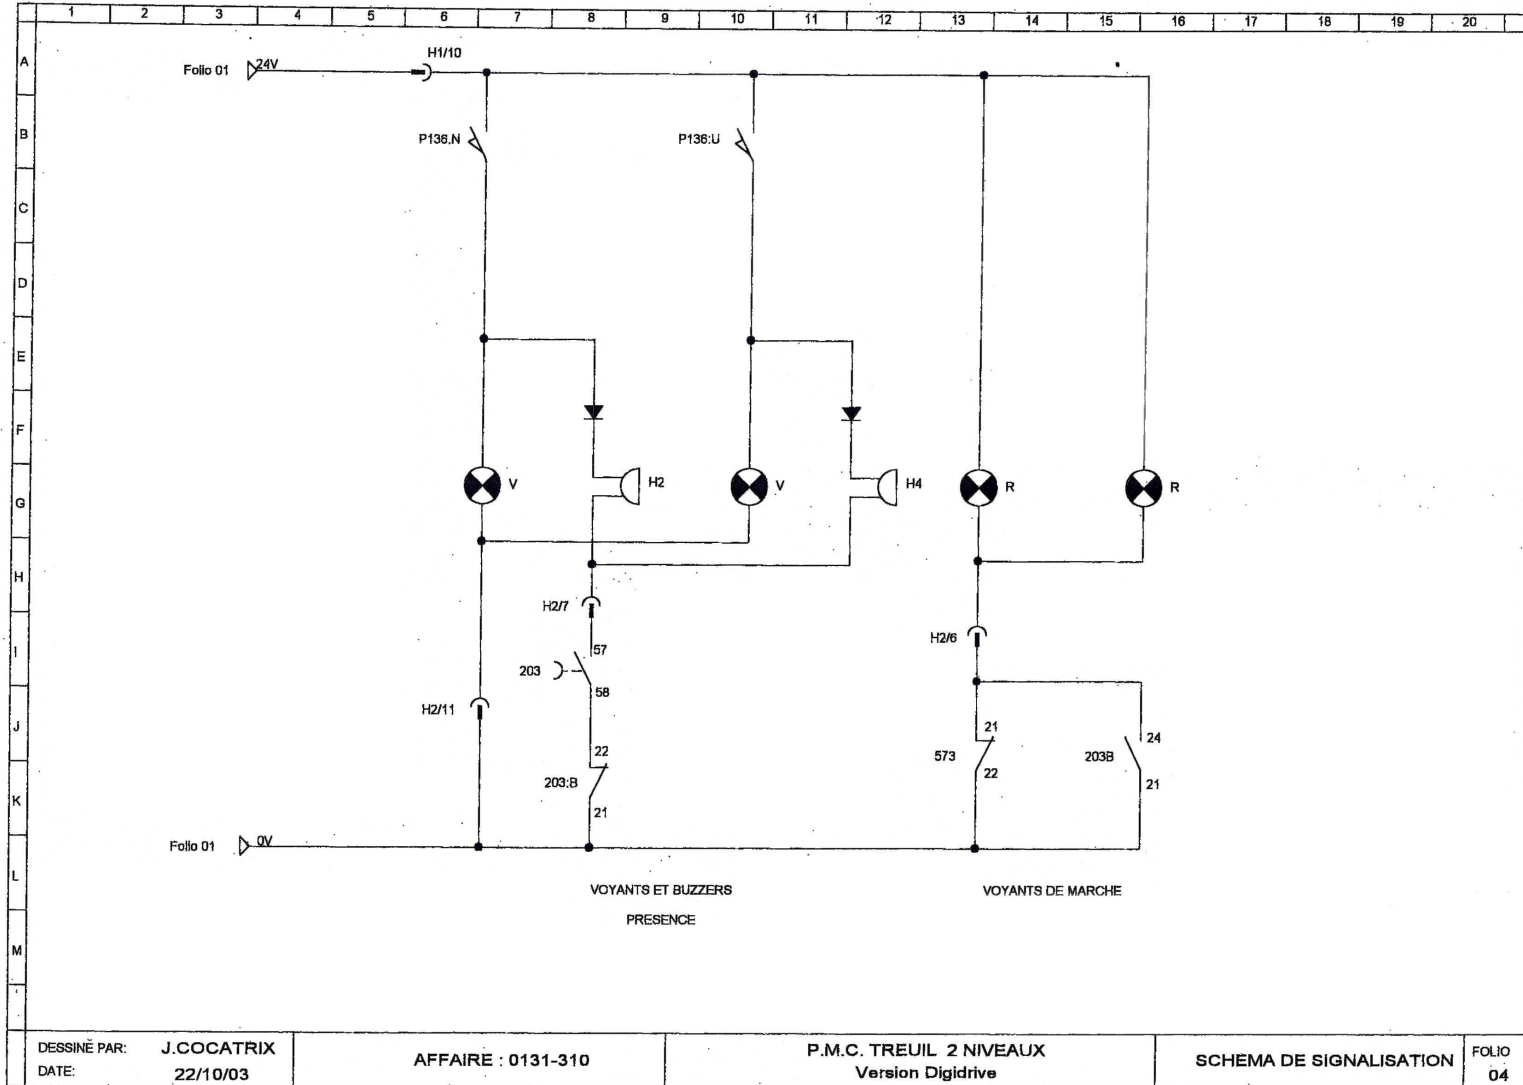 1 2 3 4 5 6 7 8 9 10 11 12 13 14 15 16 17 18 19 20
A
B
C
D
E
F
G
H
I
J
K
L
M
Folio 01 24V H1/10
P136.N P136:U
V H2 V H4 R R
H2/7
H2/6
57
203
58
H2/11
21 24
573 203B
22 21
22
203:B
21
Folio 01 0V
VOYANTS ET BUZZERS
PRESENCE
VOYANTS DE MARCHE
DESSINÉ PAR: J.COCATRIX
DATE: 22/10/03
AFFAIRE : 0131-310
P.M.C. TREUIL 2 NIVEAUX
Version Digidrive
SCHEMA DE SIGNALISATION
FOLIO
04